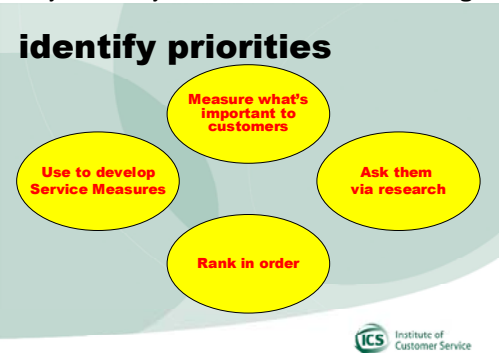 identify priorities
Measure what's
important to
customers
Use to develop
Service Measures
Ask them
via research
Rank in order
ICS
Institute of
Customer Service